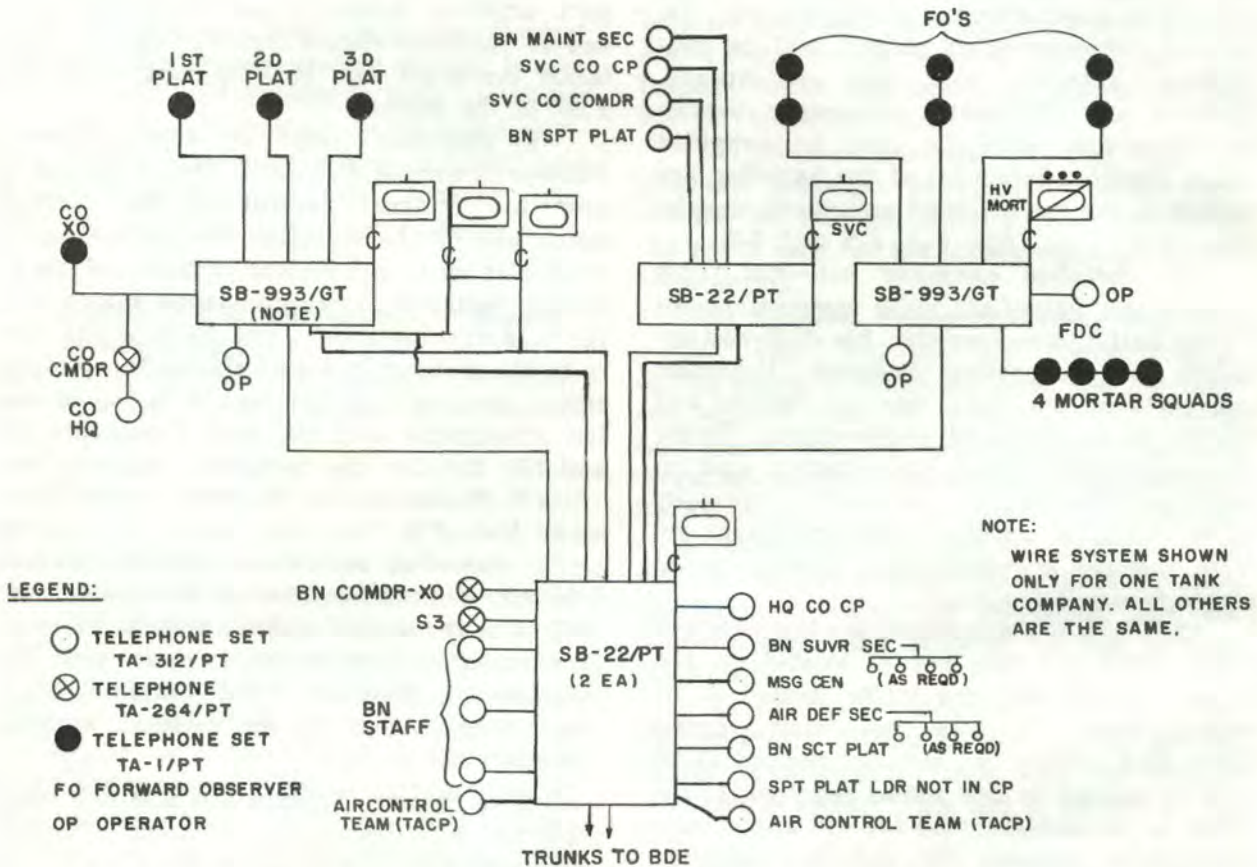 FO'S
BN MAINT SEC
SVC CO CP
SVC CO COMDR
BN SPT PLAT
1ST PLAT
2D PLAT
3D PLAT
CO XO
CO CMDR
CO HQ
SB-993/GT
(NOTE)
OP
C
C
C
SVC
C
SB-22/PT
HV MORT
C
SB-993/GT
OP
OP
FDC
4 MORTAR SQUADS
C
BN COMDR-XO
S3
BN STAFF
AIRCONTROL TEAM (TACP)
SB-22/PT
(2 EA)
HQ CO CP
BN SUVR SEC
(AS REQD)
MSG CEN
AIR DEF SEC
(AS REQD)
BN SCT PLAT
SPT PLAT LDR NOT IN CP
AIR CONTROL TEAM (TACP)
TRUNKS TO BDE
NOTE:
WIRE SYSTEM SHOWN
ONLY FOR ONE TANK
COMPANY. ALL OTHERS
ARE THE SAME.
LEGEND:
TELEPHONE SET
TA-312/PT
TELEPHONE
TA-264/PT
TELEPHONE SET
TA-1/PT
FO FORWARD OBSERVER
OP OPERATOR